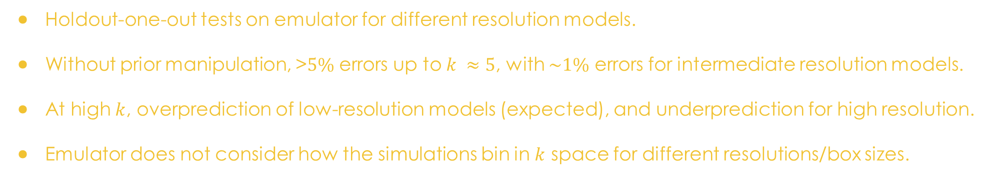 ● Holdout-one-out tests on emulator for different resolution models.
● Without prior manipulation, >5% errors up to k ≈ 5, with ~1% errors for intermediate resolution models.
● At high k, overprediction of low-resolution models (expected), and underprediction for high resolution.
● Emulator does not consider how the simulations bin in k space for different resolutions/box sizes.